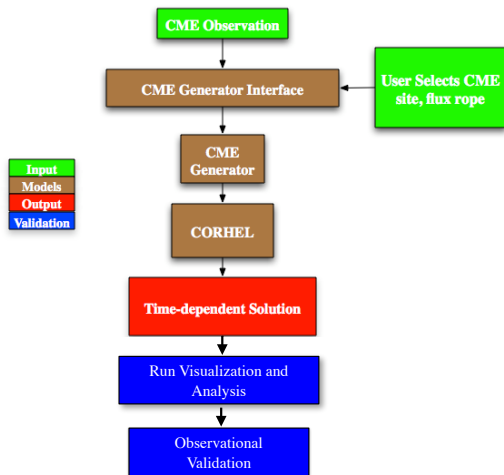 CME Observation
CME Generator Interface
User Selects CME
site, flux rope
CME
Generator
Input
Models
Output
Validation
CORHEL
Time-dependent Solution
Run Visualization and
Analysis
Observational
Validation